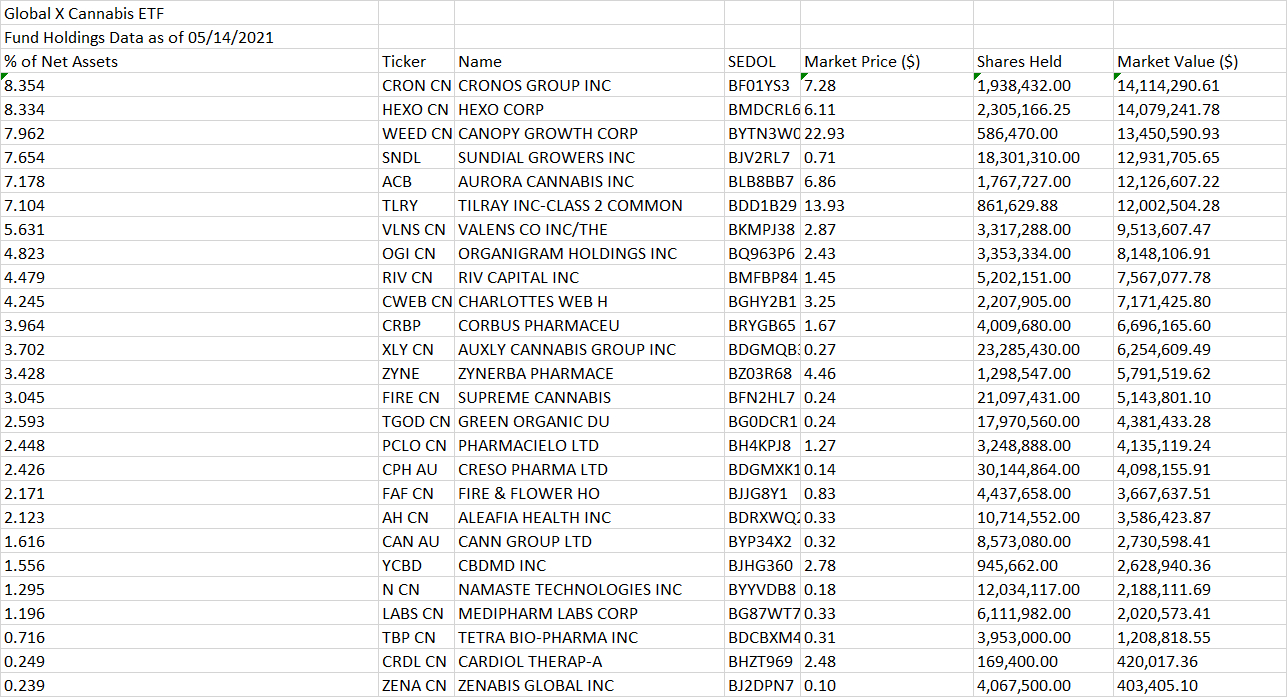 Global X Cannabis ETF
Fund Holdings Data as of 05/14/2021
% of Net Assets Ticker Name SEDOL Market Price ($) Shares Held Market Value ($)
8.354 CRON CN CRONOS GROUP INC BF01YS3 7.28 1,938,432.00 14,114,290.61
8.334 HEXO CN HEXO CORP BMDCRL6 6.11 2,305,166.25 14,079,241.78
7.962 WEED CN CANOPY GROWTH CORP BYTN3W0 22.93 586,470.00 13,450,590.93
7.654 SNDL SUNDIAL GROWERS INC BJV2RL7 0.71 18,301,310.00 12,931,705.65
7.178 ACB AURORA CANNABIS INC BLB8BB7 6.86 1,767,727.00 12,126,607.22
7.104 TLRY TILRAY INC-CLASS 2 COMMON BDD1B29 13.93 861,629.88 12,002,504.28
5.631 VLNS CN VALENS CO INC/THE BKMPJ38 2.87 3,317,288.00 9,513,607.47
4.823 OGI CN ORGANIGRAM HOLDINGS INC BQ963P6 2.43 3,353,334.00 8,148,106.91
4.479 RIV CN RIV CAPITAL INC BMFBP84 1.45 5,202,151.00 7,567,077.78
4.245 CWEB CN CHARLOTTES WEB H BGHY2B1 3.25 2,207,905.00 7,171,425.80
3.964 CRBP CORBUS PHARMACEU BRYGB65 1.67 4,009,680.00 6,696,165.60
3.702 XLY CN AUXLY CANNABIS GROUP INC BDGMQB 0.27 23,285,430.00 6,254,609.49
3.428 ZYNE ZYNERBA PHARMACE BZ03R68 4.46 1,298,547.00 5,791,519.62
3.045 FIRE CN SUPREME CANNABIS BFN2HL7 0.24 21,097,431.00 5,143,801.10
2.593 TGOD CN GREEN ORGANIC DU BG0DCR1 0.24 17,970,560.00 4,381,433.28
2.448 PCLO CN PHARMACIELO LTD BH4KPJ8 1.27 3,248,888.00 4,135,119.24
2.426 CPH AU CRESO PHARMA LTD BDGMXK1 0.14 30,144,864.00 4,098,155.91
2.171 FAF CN FIRE & FLOWER HO BJJG8Y1 0.83 4,437,658.00 3,667,637.51
2.123 AH CN ALEAFIA HEALTH INC BDRXWQ2 0.33 10,714,552.00 3,586,423.87
1.616 CAN AU CANN GROUP LTD BYP34X2 0.32 8,573,080.00 2,730,598.41
1.556 YCBD CBDMD INC BJHG360 2.78 945,662.00 2,628,940.36
1.295 N CN NAMASTE TECHNOLOGIES INC BYYVDB8 0.18 12,034,117.00 2,188,111.69
1.196 LABS CN MEDIPHARM LABS CORP BG87WT7 0.33 6,111,982.00 2,020,573.41
0.716 TBP CN TETRA BIO-PHARMA INC BDCBXM4 0.31 3,953,000.00 1,208,818.55
0.249 CRDL CN CARDIOL THERAP-A BHZT969 2.48 169,400.00 420,017.36
0.239 ZENA CN ZENABIS GLOBAL INC BJ2DPN7 0.10 4,067,500.00 403,405.10